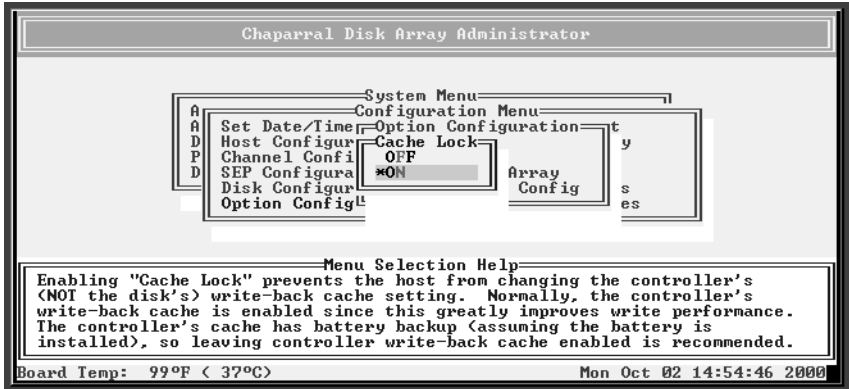 Chaparral Disk Array Administrator
System Menu
Configuration Menu
A
A
D
P
D
Set Date/Time
Host Configur
Channel Confi
SEP Configura
Disk Configur
Option Config
Option Configuration
Cache Lock
OFF
*ON
t
y
Array
Config s
es
Menu Selection Help
Enabling "Cache Lock" prevents the host from changing the controller's
(NOT the disk's) write-back cache setting. Normally, the controller's
write-back cache is enabled since this greatly improves write performance.
The controller's cache has battery backup (assuming the battery is
installed), so leaving controller write-back cache enabled is recommended.
Board Temp: 99ºF ( 37ºC) Mon Oct 02 14:54:46 2000